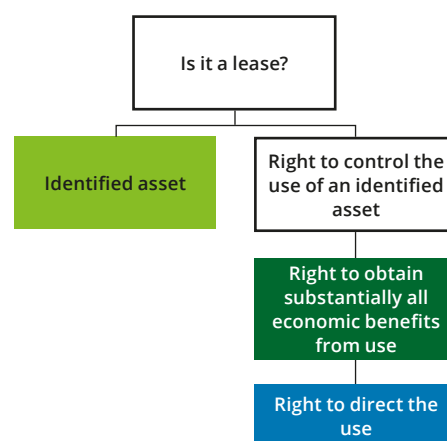 Is it a lease?
Identified asset
Right to control the
use of an identified
asset
Right to obtain
substantially all
economic benefits
from use
Right to direct the
use